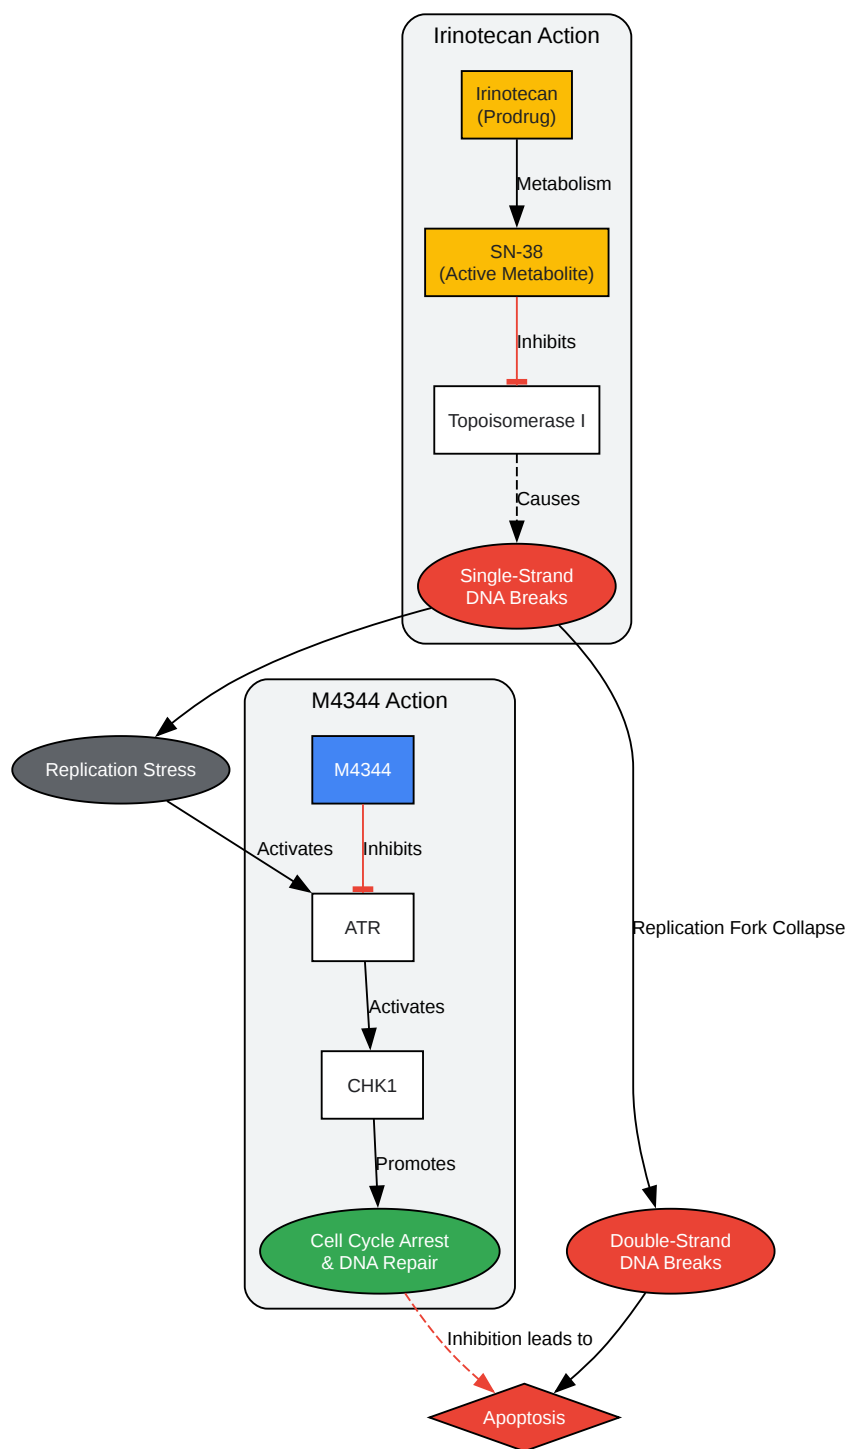 Irinotecan Action
Irinotecan
(Prodrug)
Metabolism
SN-38
(Active Metabolite)
Inhibits
Topoisomerase I
Causes
Single-Strand
DNA Breaks
M4344 Action
Replication Stress
M4344
Activates
Inhibits
ATR
Replication Fork Collapse
Activates
CHK1
Promotes
Cell Cycle Arrest
& DNA Repair
Double-Strand
DNA Breaks
Inhibition leads to
Apoptosis